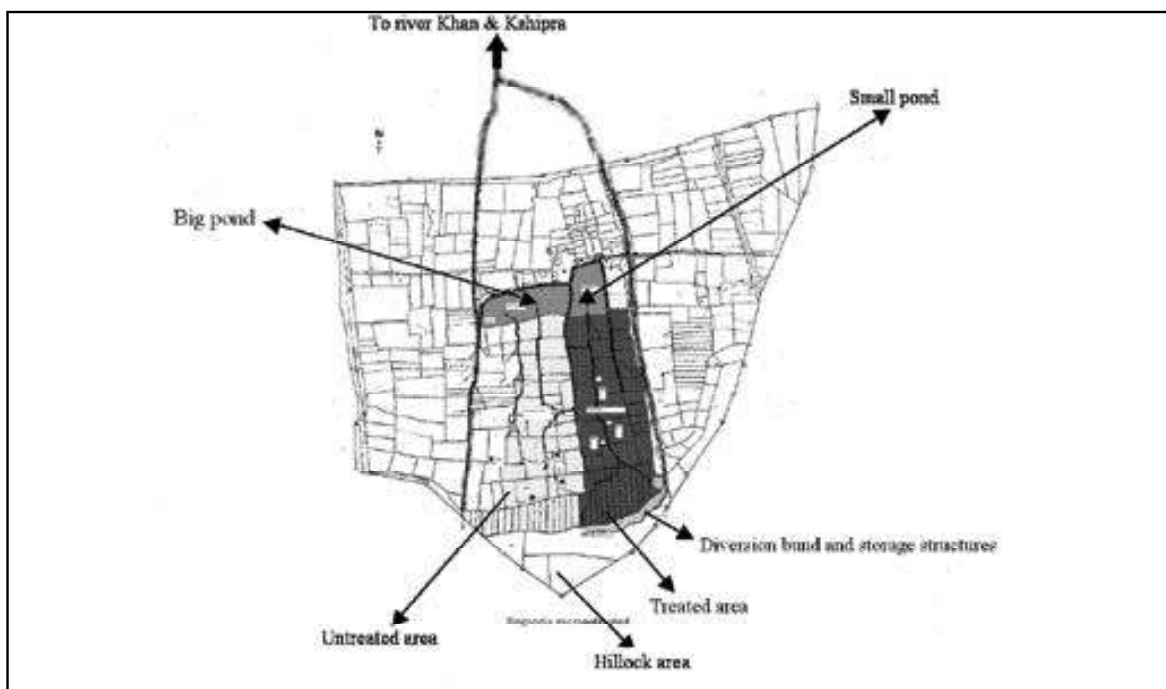 To river Khan & Kshipra
Small pond
N
Big pond
Diversion bund and storage structures
Treated area
Untreated area
Hillock area